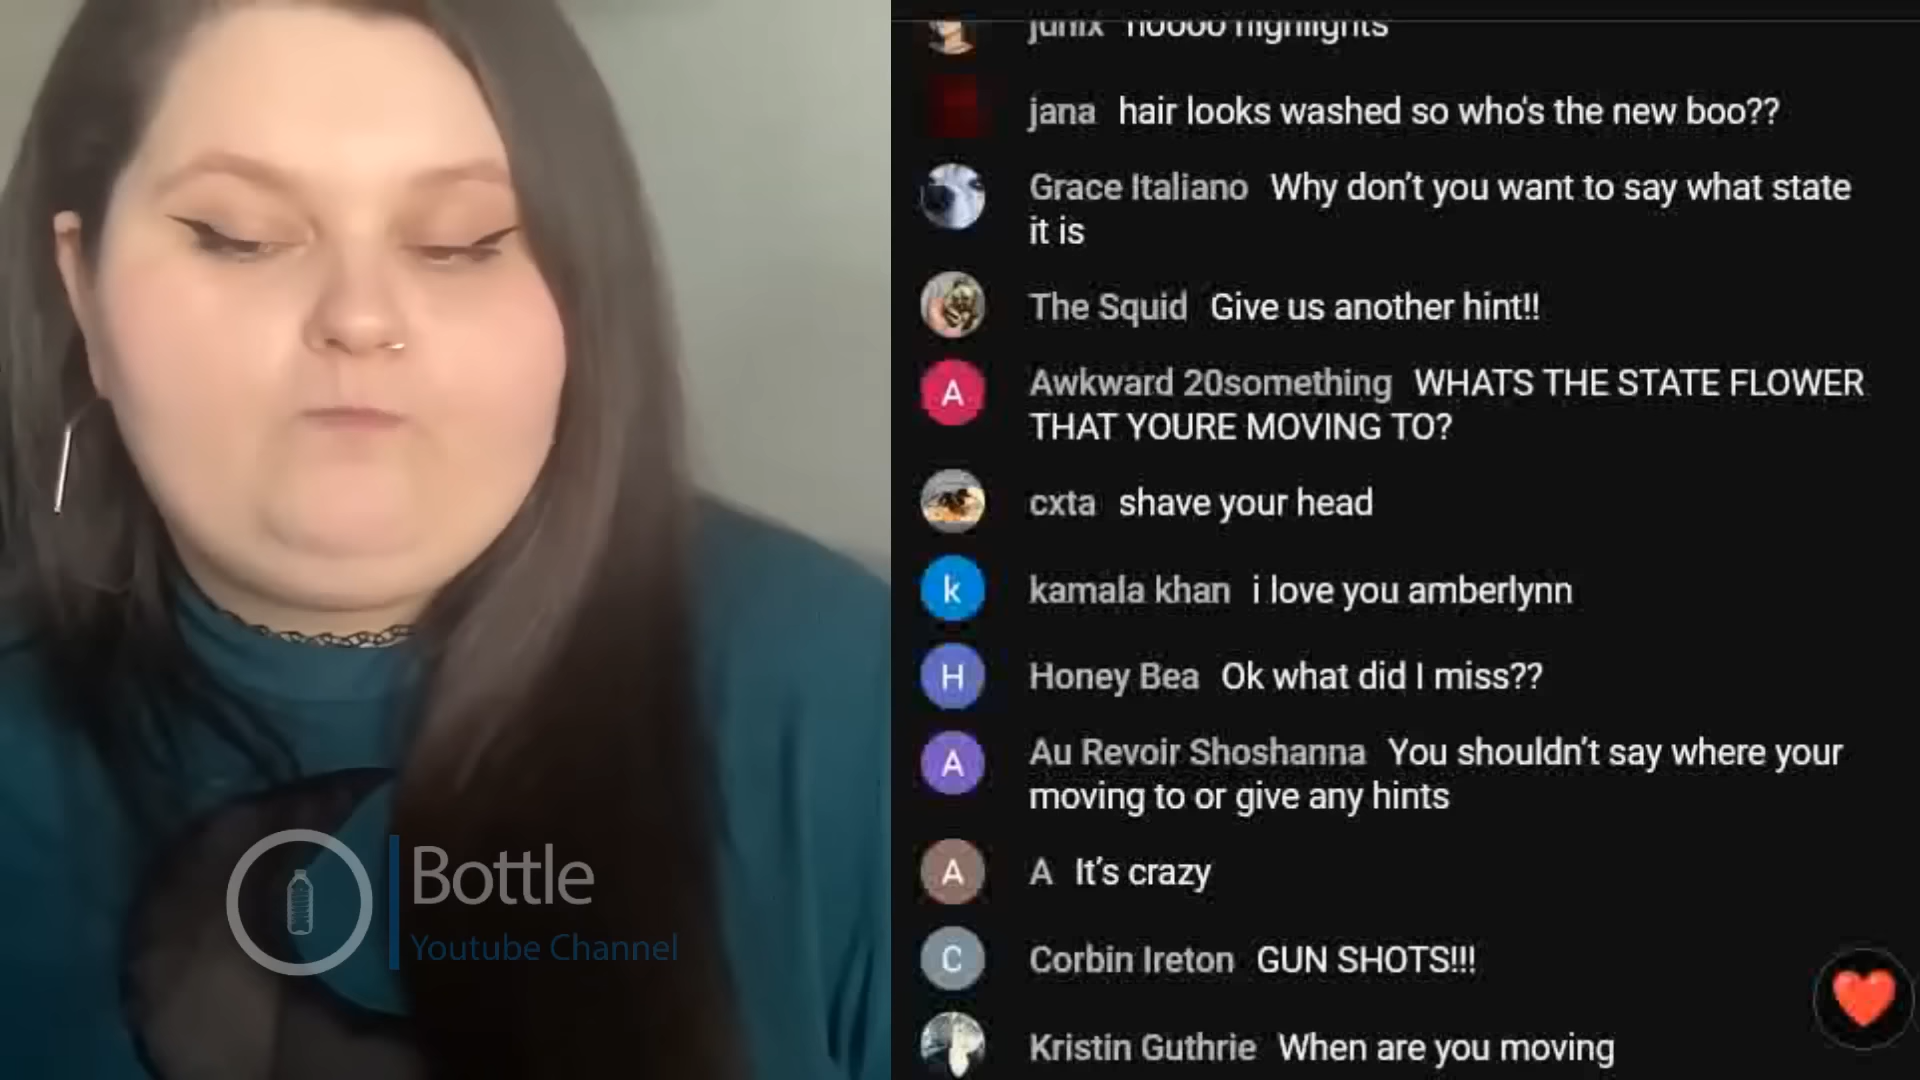 junix noooo highlights
jana hair looks washed so who's the new boo??
Grace Italiano Why don't you want to say what state
it is
The Squid Give us another hint!!
A Awkward 20something WHATS THE STATE FLOWER
THAT YOURE MOVING TO?
cxta shave your head
k kamala khan i love you amberlynn
H Honey Bea Ok what did I miss??
A Au Revoir Shoshanna You shouldn't say where your
moving to or give any hints
A A It's crazy
C Corbin Ireton GUN SHOTS!!!
Kristin Guthrie When are you moving
Bottle
Youtube Channel